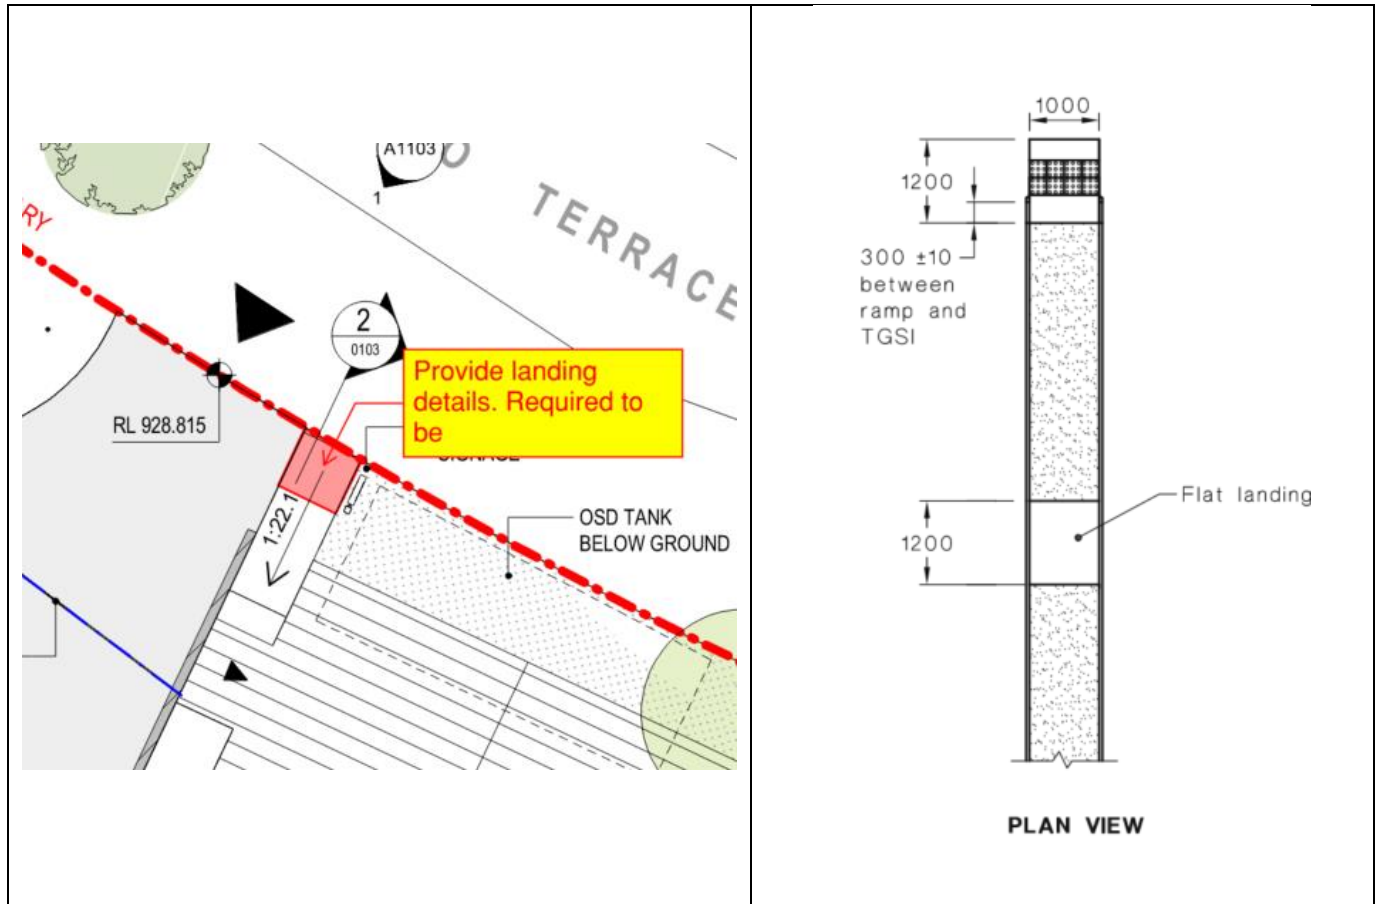 A1103
1
TERRACE
RY
2
0103
Provide landing
details. Required to
be
RL 928.815
1:22.1
OSD TANK
BELOW GROUND
1000
1200
300 ±10
between
ramp and
TGSI
Flat landing
1200
PLAN VIEW